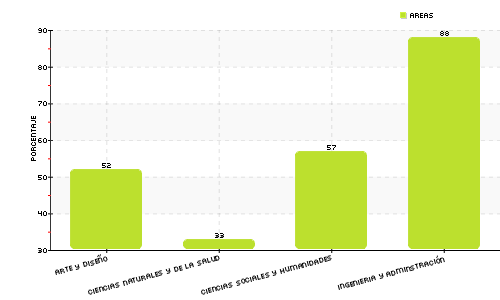 AREAS
PORCENTAJE
90
80
70
60
50
40
30
52
33
57
88
ARTE Y DISEÑO
CIENCIAS NATURALES Y DE LA SALUD
CIENCIAS SOCIALES Y HUMANIDADES
INGENIERIA Y ADMINSTRACIÓN